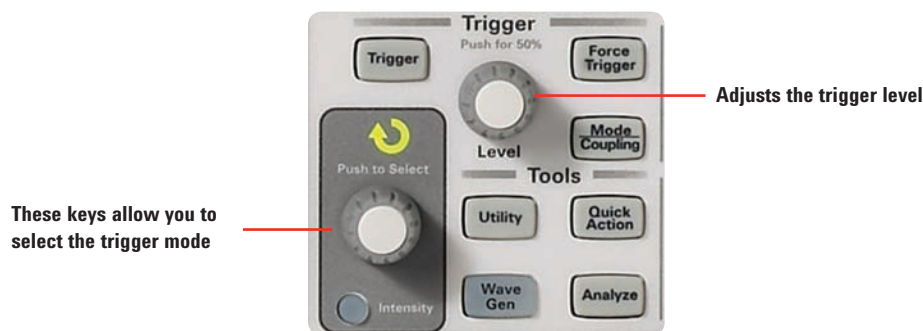 Trigger
Push for 50%
Trigger
Force
Trigger
Adjusts the trigger level
Mode
Coupling
Level
Push to Select
Tools
These keys allow you to
select the trigger mode
Utility
Quick
Action
Wave
Gen
Analyze
Intensity